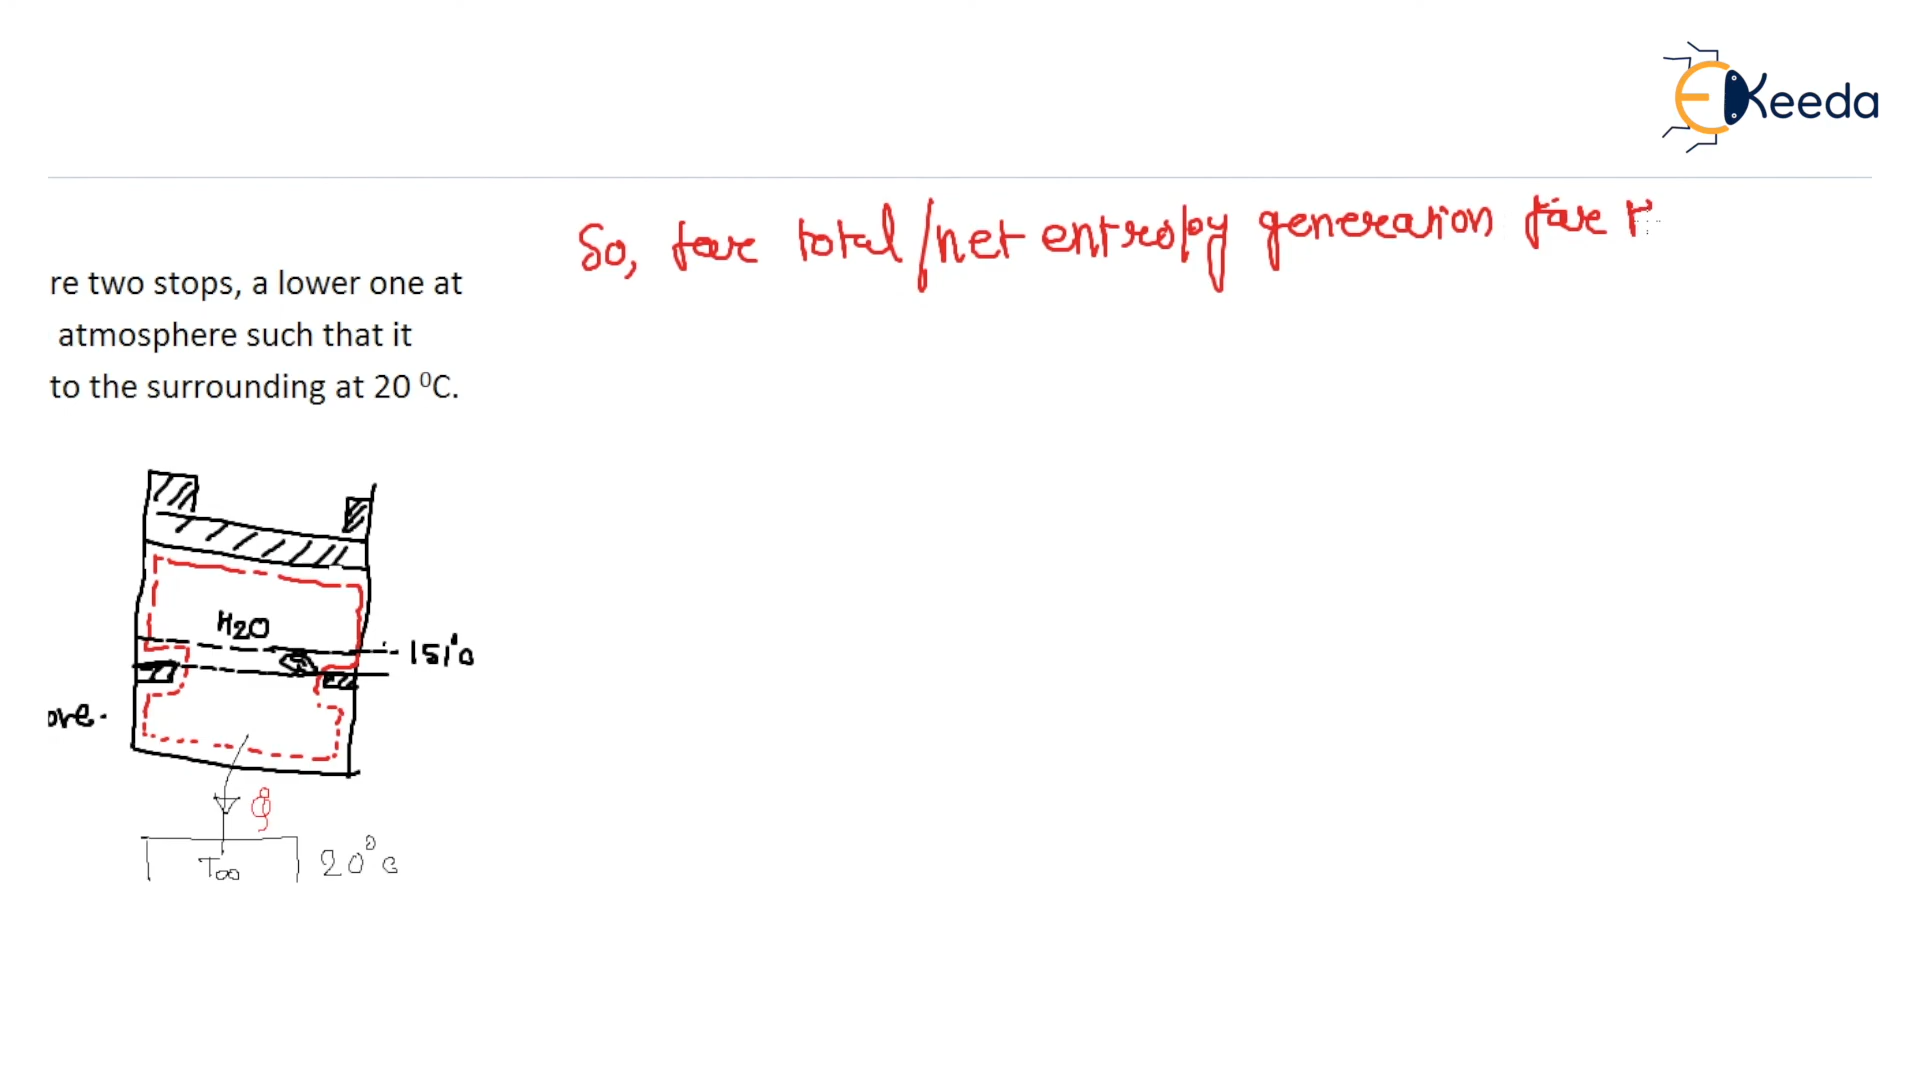 EKeeda
So, for total/net entropy generation for t
re two stops, a lower one at
atmosphere such that it
to the surrounding at 20 ⁰C.
H2O
151°C
ore.
T∞
20°C